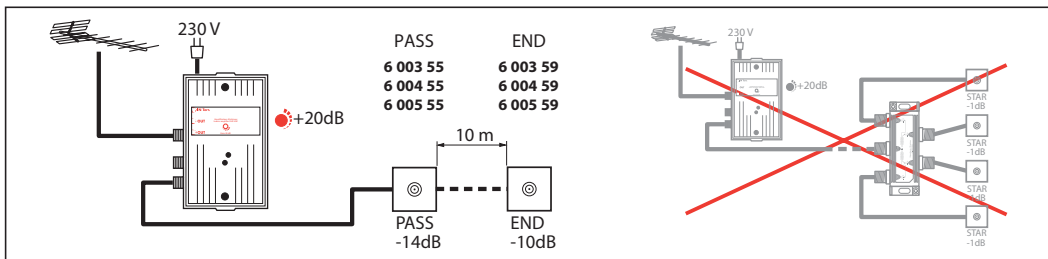 230 V
PASS END
6 003 55 6 003 59
6 004 55 6 004 59
6 005 55 6 005 59
+20dB
10 m
PASS END
-14dB -10dB
230 V
+20dB
STAR
-1dB
STAR
-1dB
STAR
-1dB
STAR
-1dB